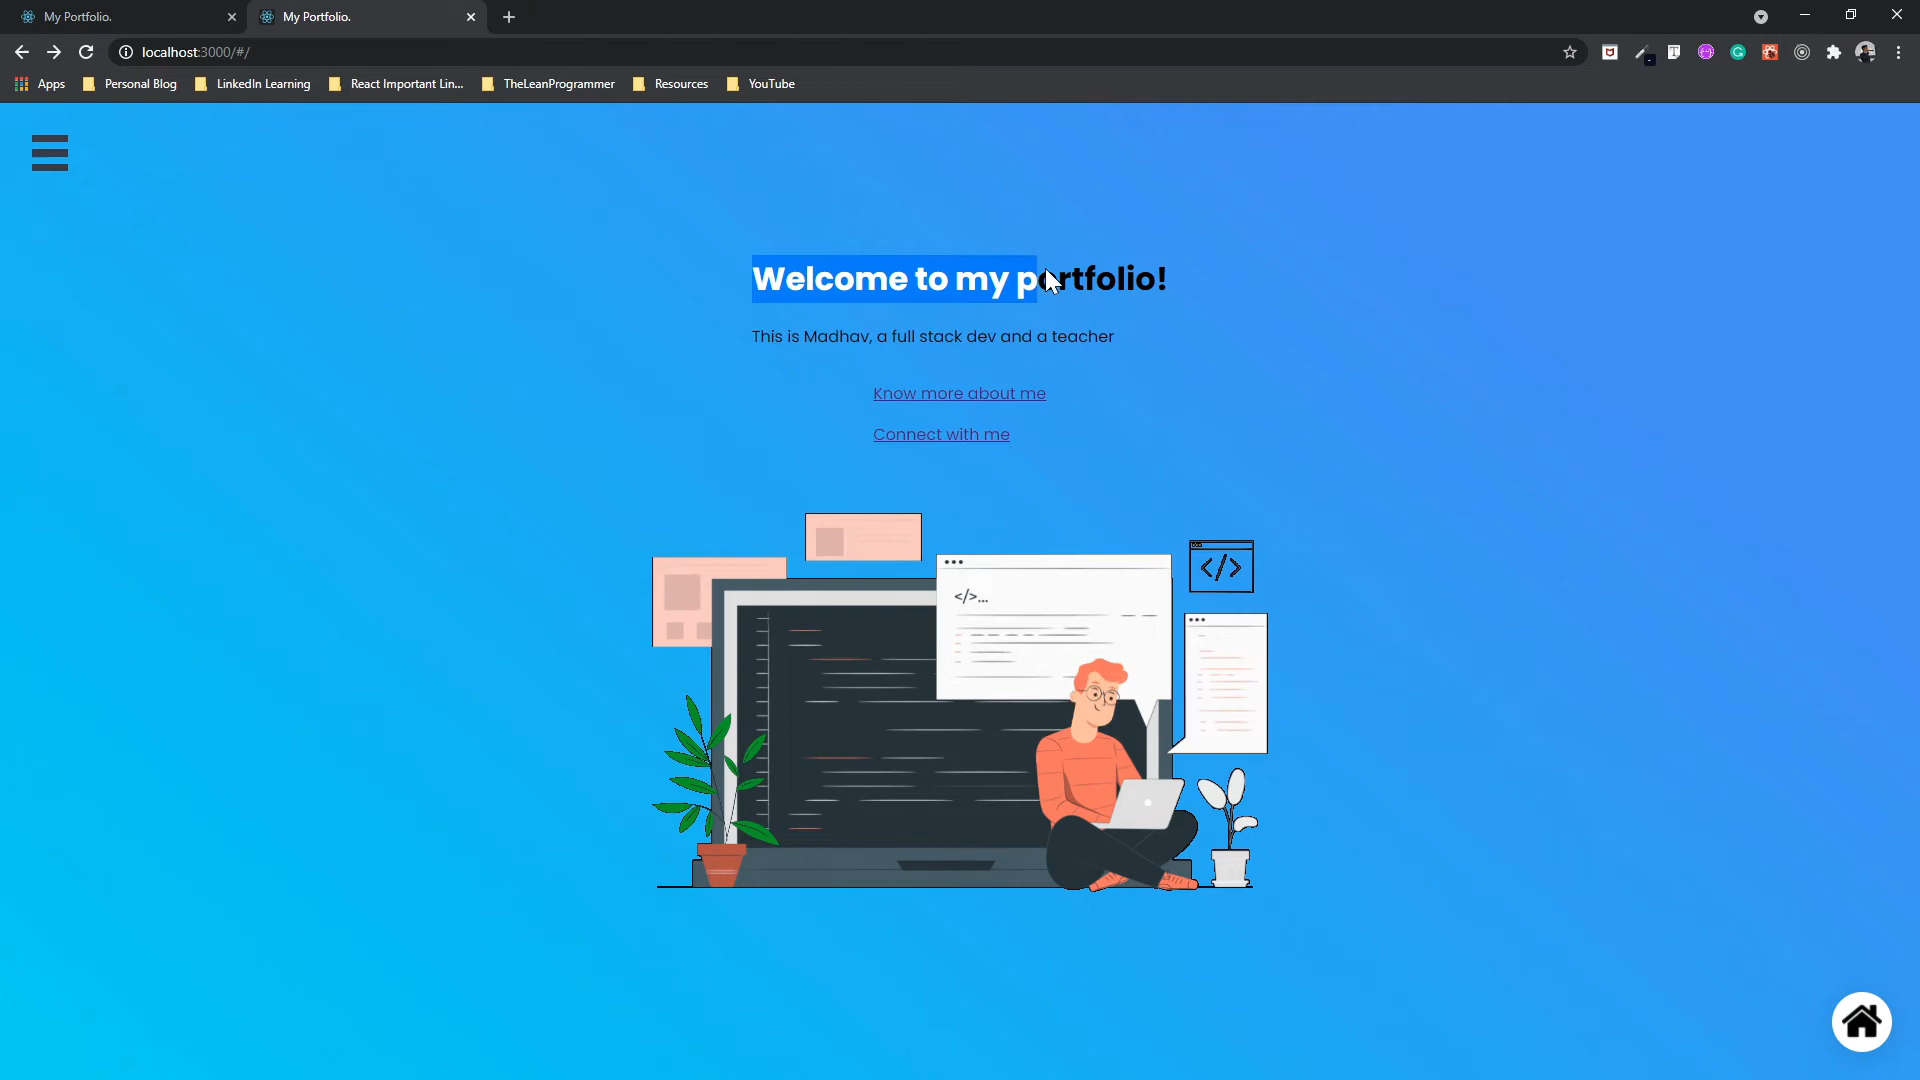 My Portfolio.
My Portfolio.
localhost:3000/#/
Apps
Personal Blog
LinkedIn Learning
React Important Lin...
TheLeanProgrammer
Resources
YouTube
Welcome to my portfolio!
This is Madhav, a full stack dev and a teacher
Know more about me
Connect with me
</>...
</>